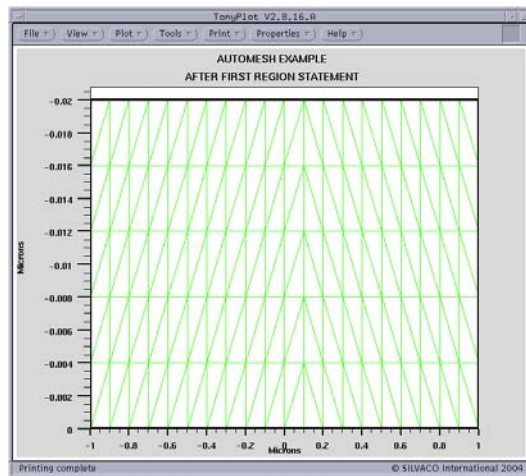 TonyPlot V2.8.16.A
File View Plot Tools Print Properties Help
AUTOMESH EXAMPLE
AFTER FIRST REGION STATEMENT
-0.02
-0.018
-0.016
-0.014
-0.012
-0.01
-0.008
-0.006
-0.004
-0.002
0
Microns
-1 -0.8 -0.6 -0.4 -0.2 0 0.2 0.4 0.6 0.8 1
Microns
Printing complete © SILVACO International 2004